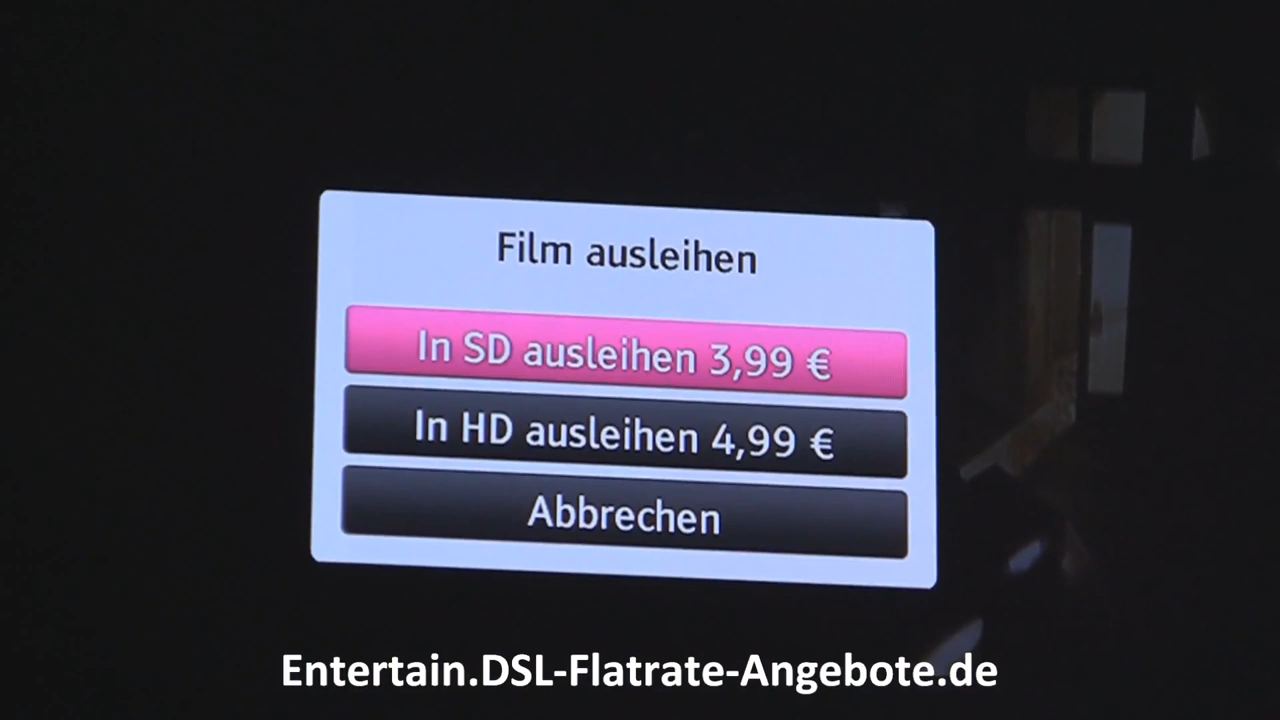 Film ausleihen
In SD ausleihen 3,99 €
In HD ausleihen 4,99 €
Abbrechen
Entertain.DSL-Flatrate-Angebote.de